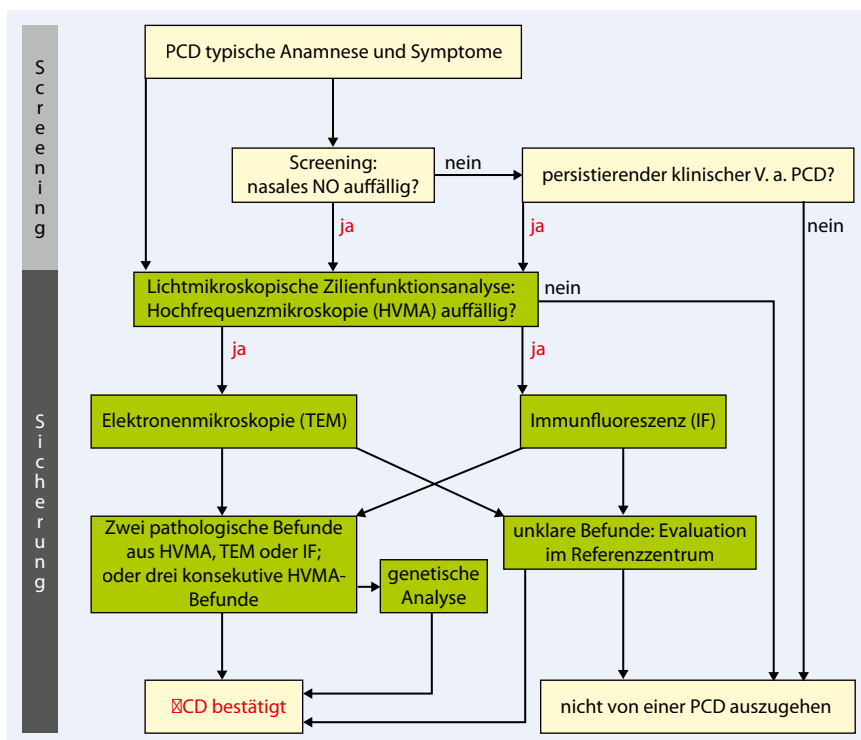 Screening
PCD typische Anamnese und Symptome
Screening:
nasales NO auffällig?
nein
persistierender klinischer V. a. PCD?
ja
ja
nein
Sicherung
Lichtmikroskopische Zilienfunktionsanalyse:
Hochfrequenzmikroskopie (HVMA) auffällig?
nein
ja
ja
Elektronenmikroskopie (TEM)
Immunfluoreszenz (IF)
Zwei pathologische Befunde
aus HVMA, TEM oder IF;
oder drei konsekutive HVMA-
Befunde
genetische
Analyse
unklare Befunde: Evaluation
im Referenzzentrum
CD bestätigt
nicht von einer PCD auszugehen